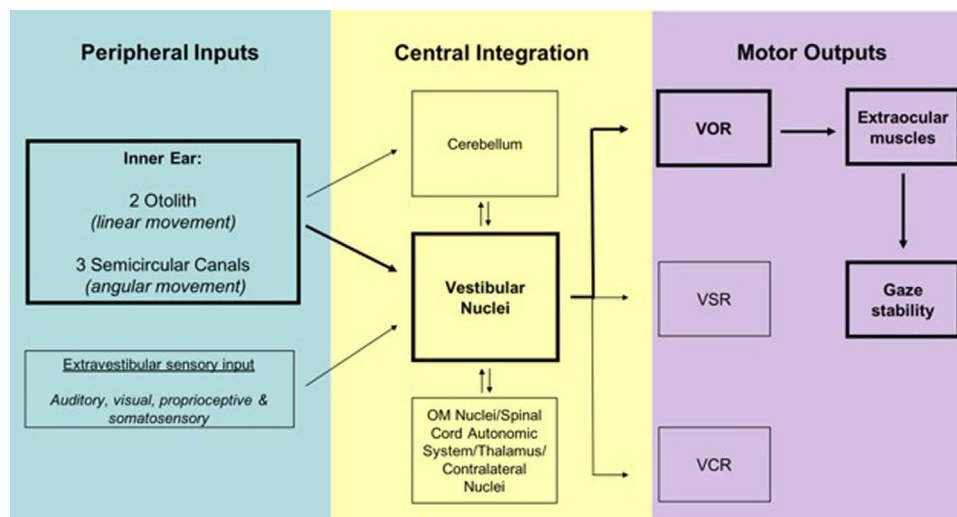 Peripheral Inputs
Inner Ear:
2 Otolith
(linear movement)
3 Semicircular Canals
(angular movement)
Extravestibular sensory input
Auditory, visual, proprioceptive &
somatosensory
Central Integration
Cerebellum
Vestibular
Nuclei
OM Nuclei/Spinal
Cord Autonomic
System/Thalamus/
Contralateral
Nuclei
Motor Outputs
VOR
Extraocular
muscles
VSR
Gaze
stability
VCR